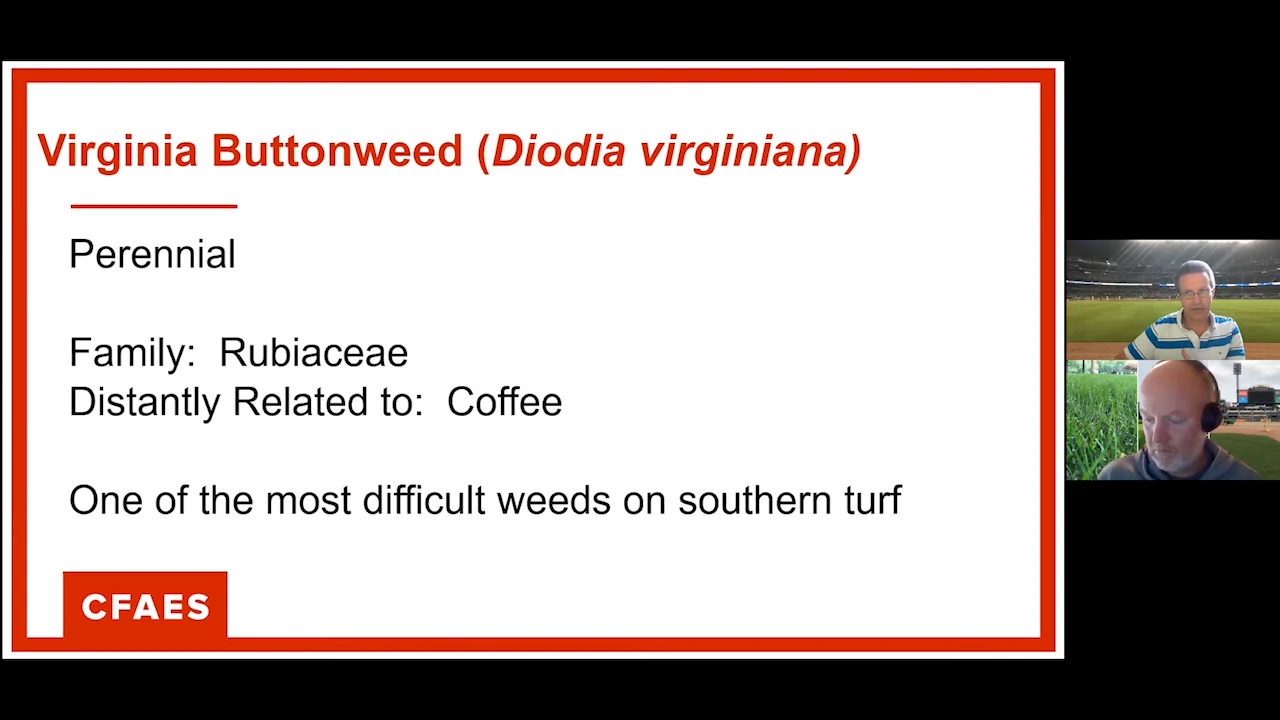 Virginia Buttonweed (Diodia virginiana)
Perennial
Family: Rubiaceae
Distantly Related to: Coffee
One of the most difficult weeds on southern turf
CFAES